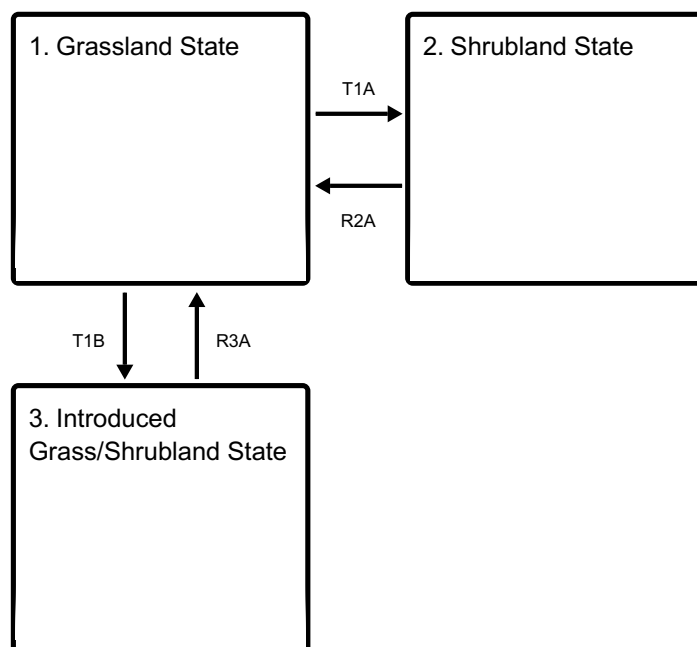 1. Grassland State
2. Shrubland State
T1A
R2A
T1B
R3A
3. Introduced
Grass/Shrubland State